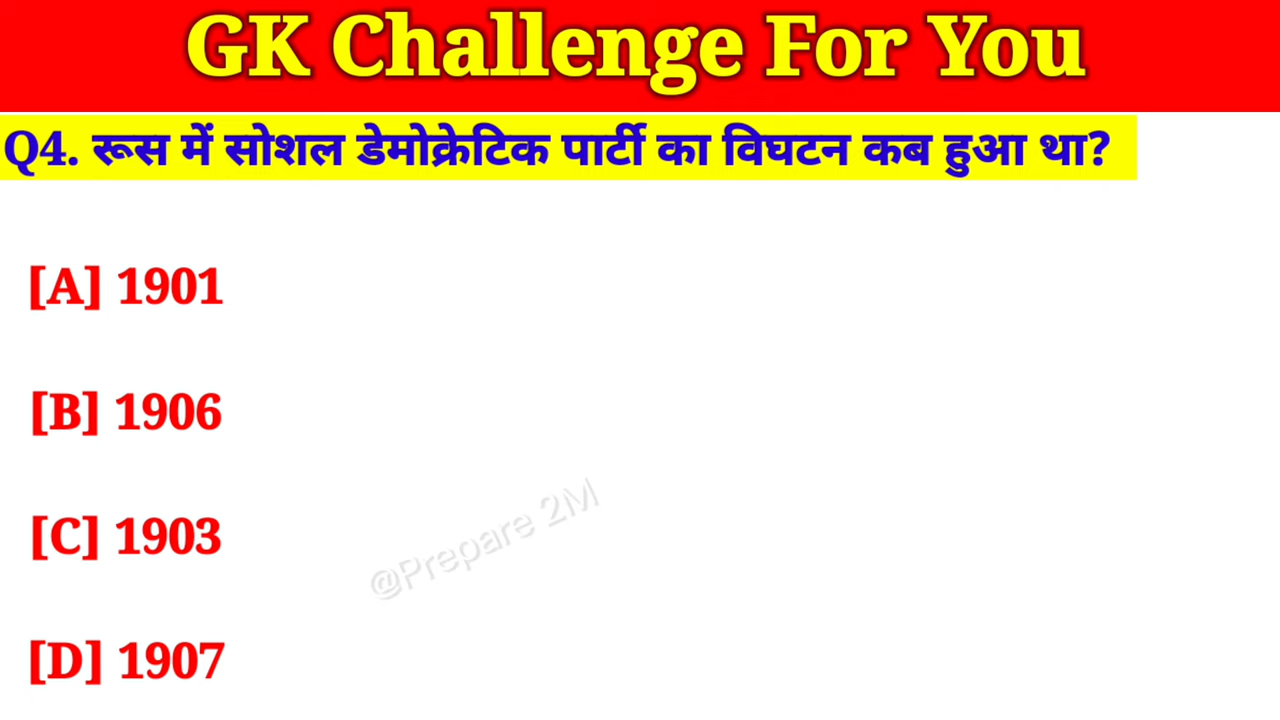 GK Challenge For You
Q4. रूस में सोशल डेमोक्रेटिक पार्टी का विघटन कब हुआ था?
[A] 1901
[B] 1906
[C] 1903
@Prepare 2M
[D] 1907